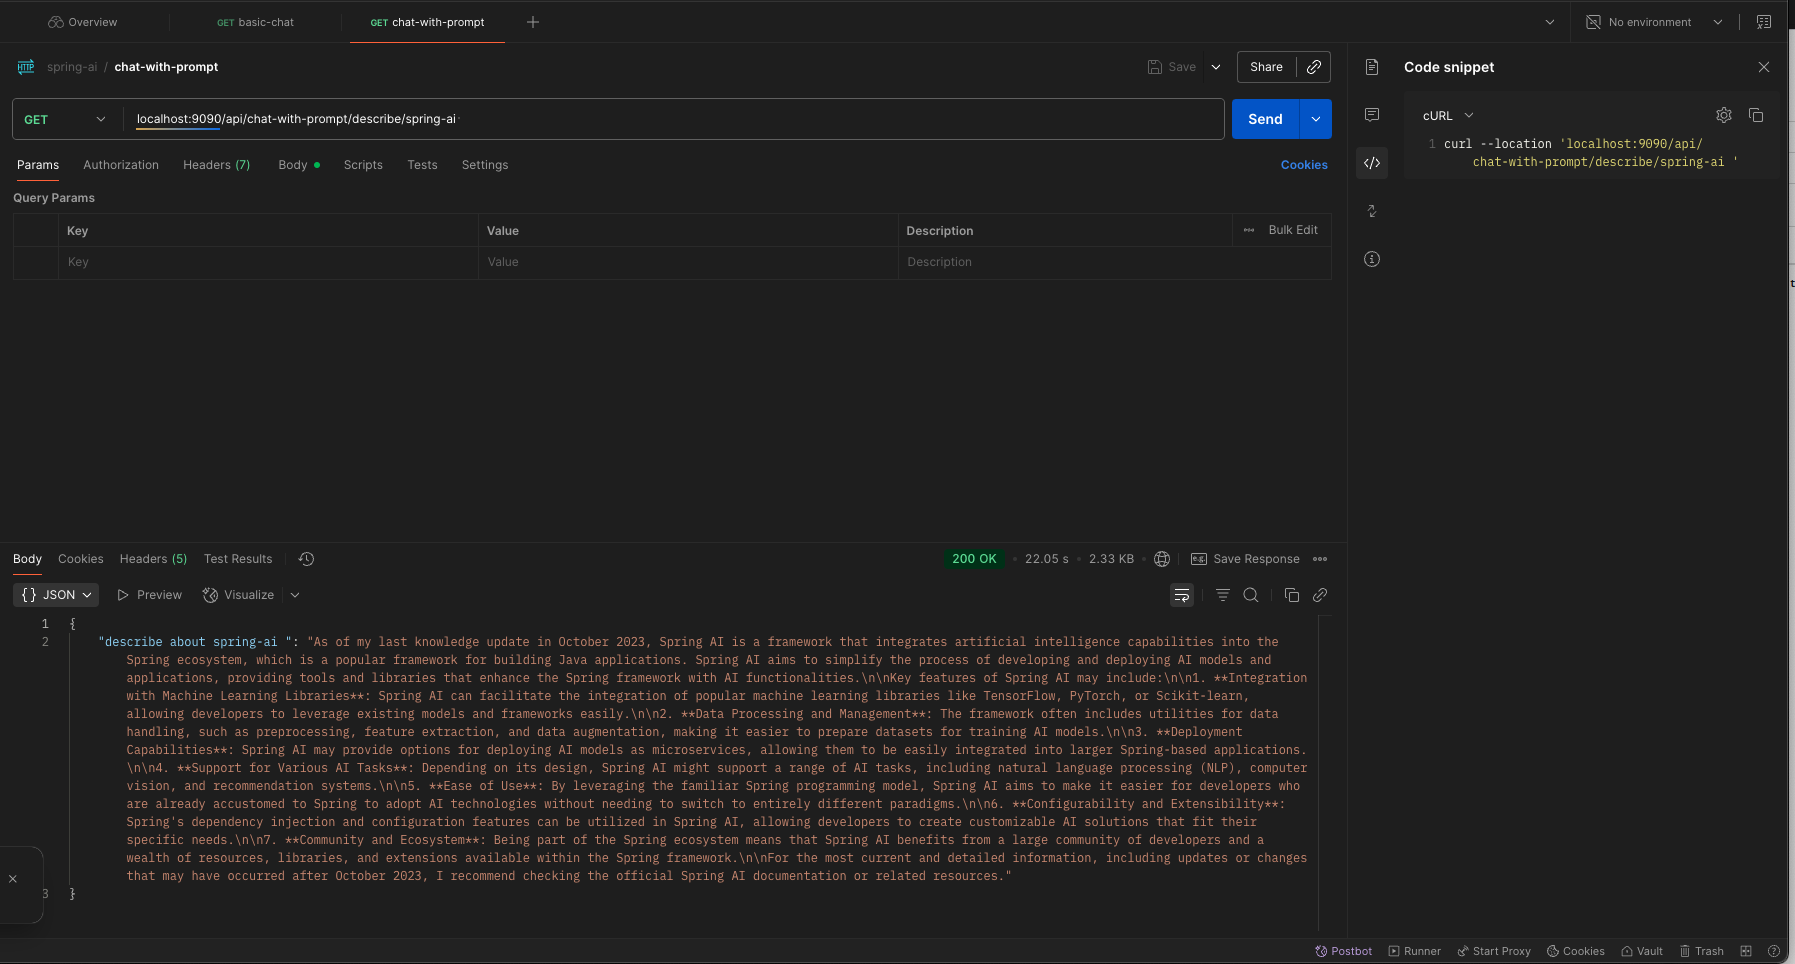 Overview
GET basic-chat
GET chat-with-prompt
No environment
HTTP spring-ai / chat-with-prompt
Save
Share
GET
localhost:9090/api/chat-with-prompt/describe/spring-ai
Send
Params Authorization Headers (7) Body Scripts Tests Settings
Cookies
Query Params
Key Value Description Bulk Edit
Key Value Description
Code snippet
cURL
1 curl --location 'localhost:9090/api/
chat-with-prompt/describe/spring-ai '
Body Cookies Headers (5) Test Results
200 OK 22.05 s 2.33 KB
e.g. Save Response
{} JSON Preview Visualize
1 {
2 "describe about spring-ai ": "As of my last knowledge update in October 2023, Spring AI is a framework that integrates artificial intelligence capabilities into the
Spring ecosystem, which is a popular framework for building Java applications. Spring AI aims to simplify the process of developing and deploying AI models and
applications, providing tools and libraries that enhance the Spring framework with AI functionalities.\n\nKey features of Spring AI may include:\n\n1. **Integration
with Machine Learning Libraries**: Spring AI can facilitate the integration of popular machine learning libraries like TensorFlow, PyTorch, or Scikit-learn,
allowing developers to leverage existing models and frameworks easily.\n\n2. **Data Processing and Management**: The framework often includes utilities for data
handling, such as preprocessing, feature extraction, and data augmentation, making it easier to prepare datasets for training AI models.\n\n3. **Deployment
Capabilities**: Spring AI may provide options for deploying AI models as microservices, allowing them to be easily integrated into larger Spring-based applications.
\n\n4. **Support for Various AI Tasks**: Depending on its design, Spring AI might support a range of AI tasks, including natural language processing (NLP), computer
vision, and recommendation systems.\n\n5. **Ease of Use**: By leveraging the familiar Spring programming model, Spring AI aims to make it easier for developers who
are already accustomed to Spring to adopt AI technologies without needing to switch to entirely different paradigms.\n\n6. **Configurability and Extensibility**:
Spring's dependency injection and configuration features can be utilized in Spring AI, allowing developers to create customizable AI solutions that fit their
specific needs.\n\n7. **Community and Ecosystem**: Being part of the Spring ecosystem means that Spring AI benefits from a large community of developers and a
wealth of resources, libraries, and extensions available within the Spring framework.\n\nFor the most current and detailed information, including updates or changes
that may have occurred after October 2023, I recommend checking the official Spring AI documentation or related resources."
3 }
Postbot Runner Start Proxy Cookies Vault Trash